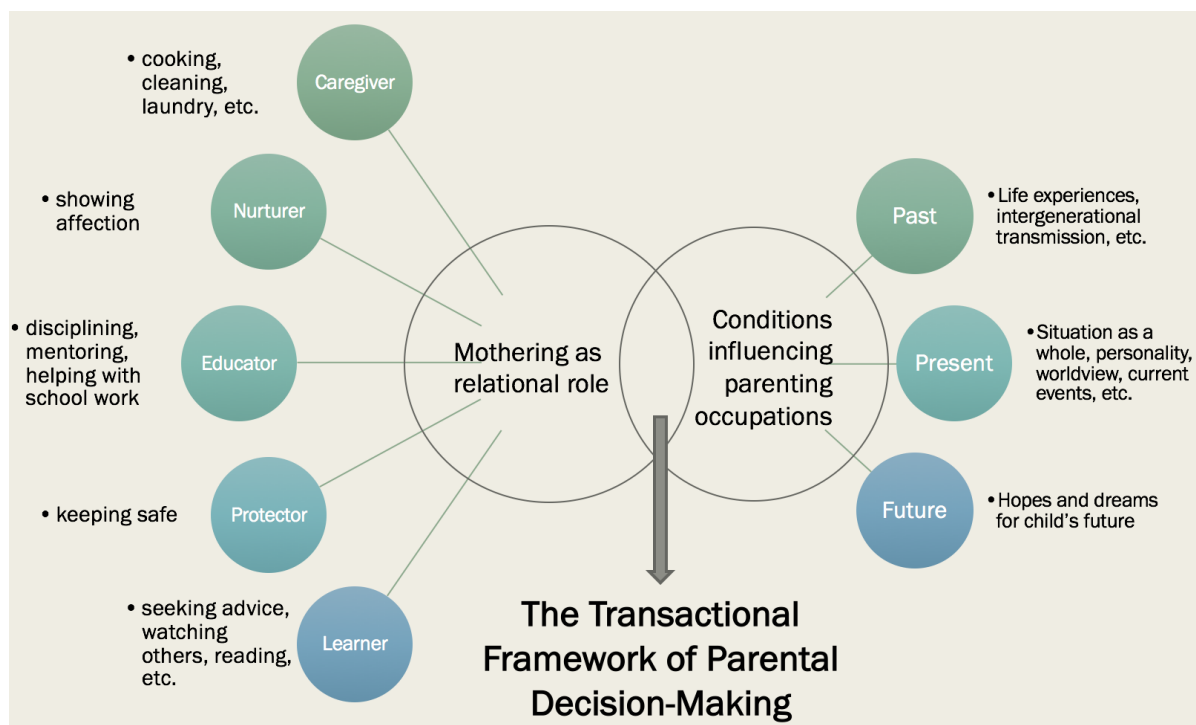 • cooking,
cleaning,
laundry, etc.
Caregiver
• showing
affection
Nurturer
• disciplining,
mentoring,
helping with
school work
Educator
• keeping safe
Protector
• seeking advice,
watching
others, reading,
etc.
Learner
Mothering as
relational role
Conditions
influencing
parenting
occupations
Past
• Life experiences,
intergenerational
transmission, etc.
Present
• Situation as a
whole, personality,
worldview, current
events, etc.
Future
• Hopes and dreams
for child’s future
The Transactional
Framework of Parental
Decision-Making